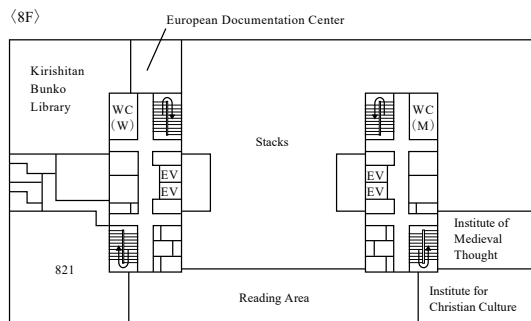 〈8F〉
European Documentation Center
Kirishitan
Bunko
Library
WC
(W)
WC
(M)
Stacks
EV
EV
EV
EV
Institute of
Medieval
Thought
821
Reading Area
Institute for
Christian Culture